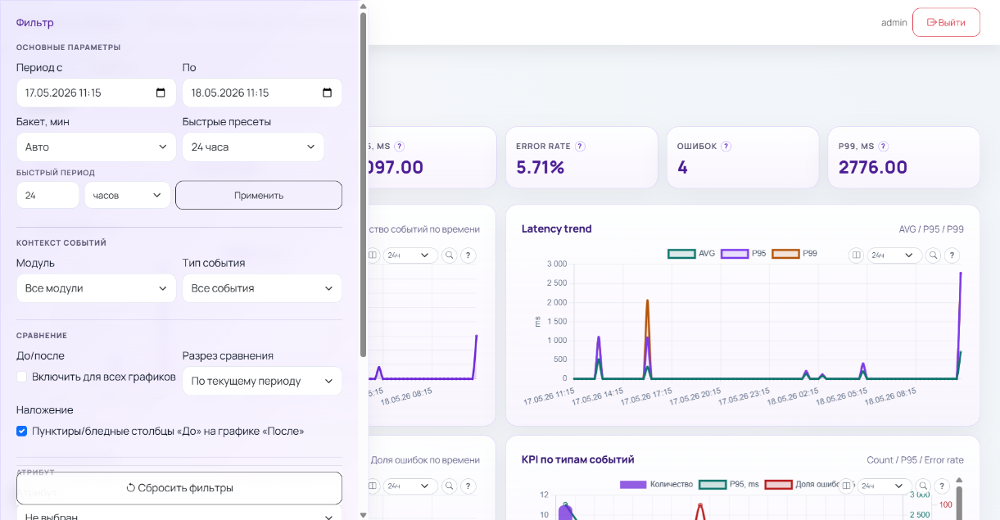 Фильтр
ОСНОВНЫЕ ПАРАМЕТРЫ
Период с
По
17.05.2026 11:15
18.05.2026 11:15
Бакет, мин
Быстрые пресеты
Авто
24 часа
БЫСТРЫЙ ПЕРИОД
24
часов
Применить
КОНТЕКСТ СОБЫТИЙ
Модуль
Тип события
Все модули
Все события
СРАВНЕНИЕ
До/после
Разрез сравнения
Включить для всех графиков
По текущему периоду
Наложение
Пунктиры/бледные столбцы «До» на графике «После»
АТРИБУТ
Сбросить фильтры
Не выбран
admin
Выйти
5, MS ?
097.00
ERROR RATE ?
5.71%
ОШИБОК ?
4
P99, MS ?
2776.00
ство событий по времени
24ч
?
18.05.26 08:15
Latency trend
AVG / P95 / P99
AVG P95 P99
24ч
?
3 000
2 500
2 000
1 500
1 000
500
0
ms
17.05.26 11:15
17.05.26 14:15
17.05.26 17:15
17.05.26 20:15
17.05.26 23:15
18.05.26 02:15
18.05.26 05:15
18.05.26 08:15
Доля ошибок по времени
24ч
?
KPI по типам событий
Count / P95 / Error rate
Количество P95, ms Доля ошибо
24ч
?
12
10
3 000
2 500
100